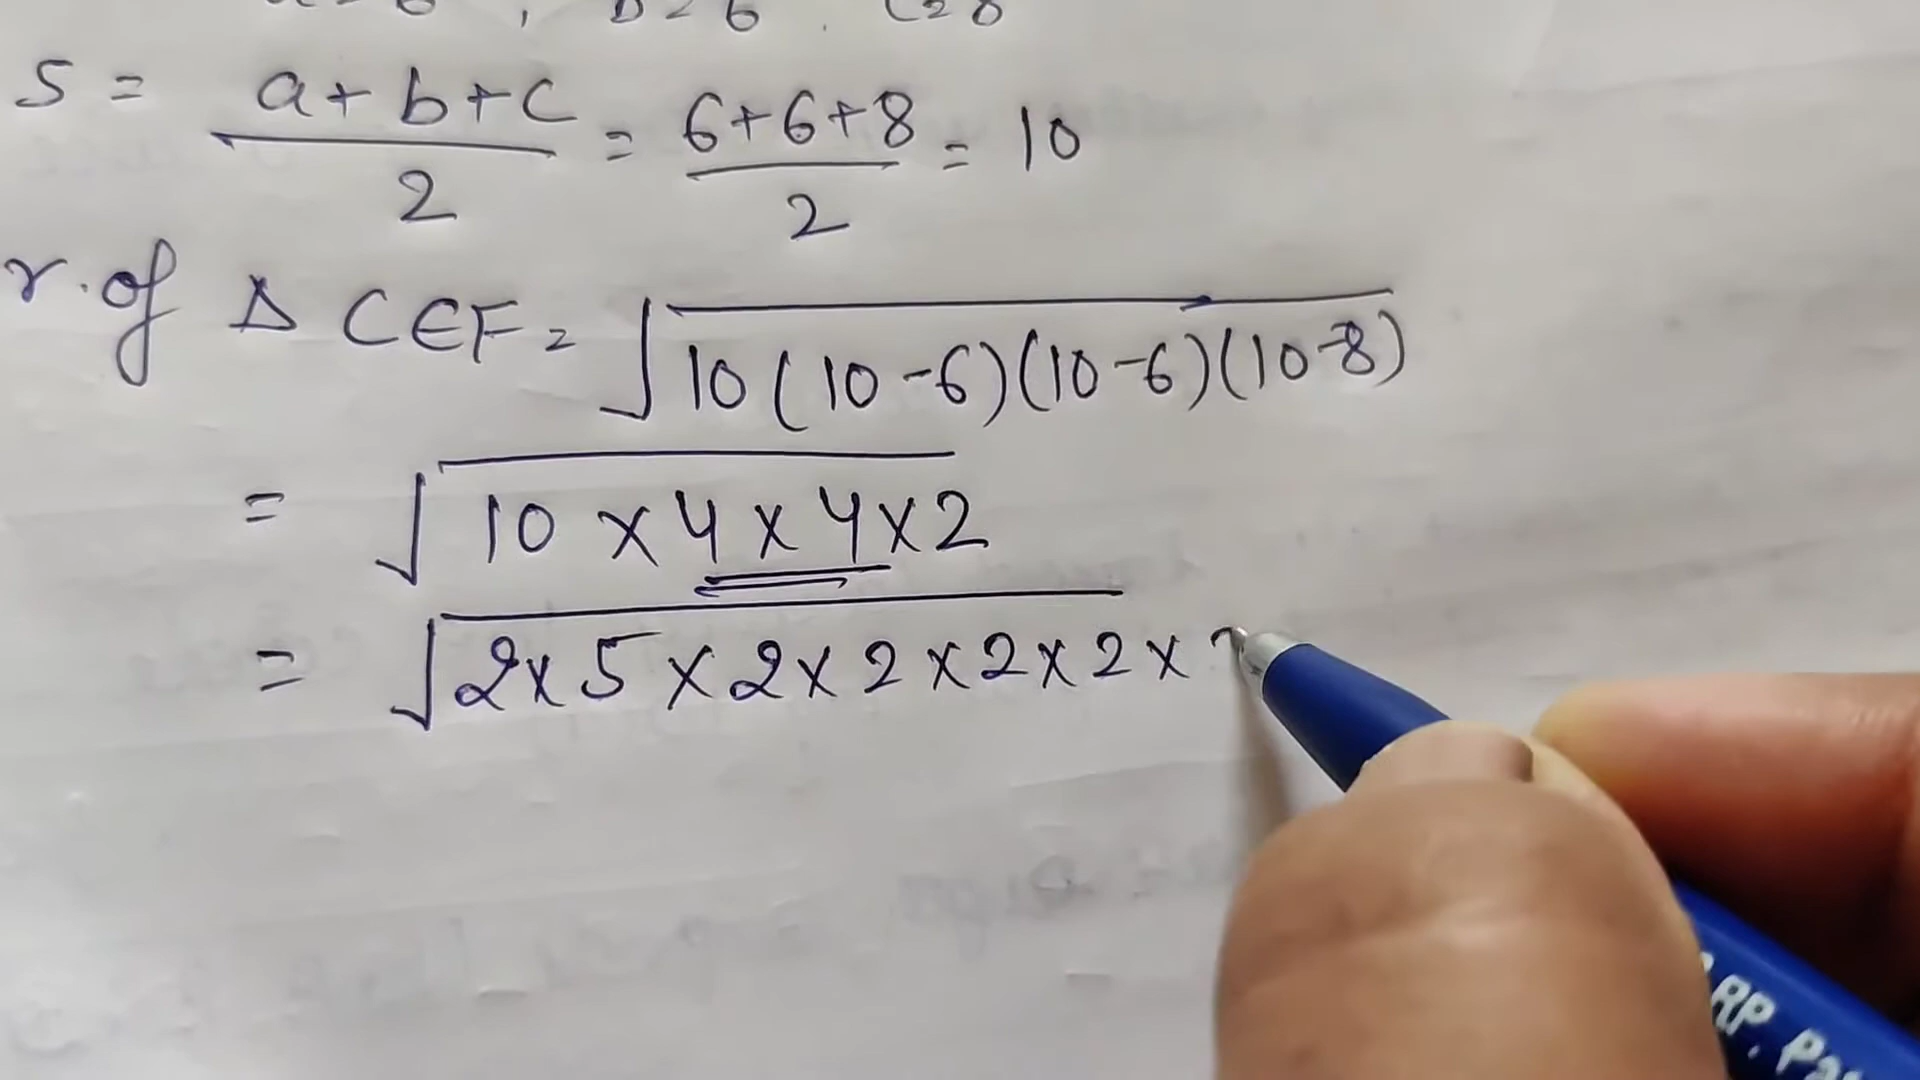 S = a+b+c/2 = 6+6+8/2 = 10
r. of Δ CEF = √10(10-6)(10-6)(10-8)
= √10 x 4 x 4 x 2
= √2 x 5 x 2 x 2 x 2 x 2 x
RP.